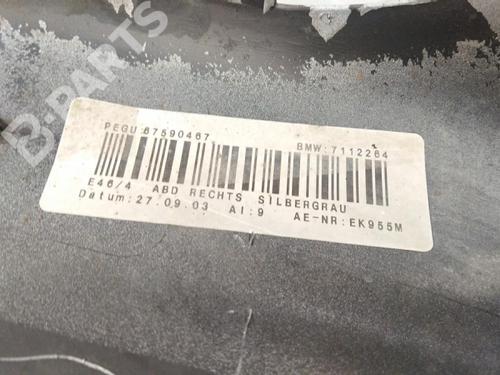 B-PARTS
PEGU:67590467 BMW:7112264
E46/4 ABD RECHTS SILBERGRAU
Datum:27.09.03 AI:9 AE-NR:EK955M